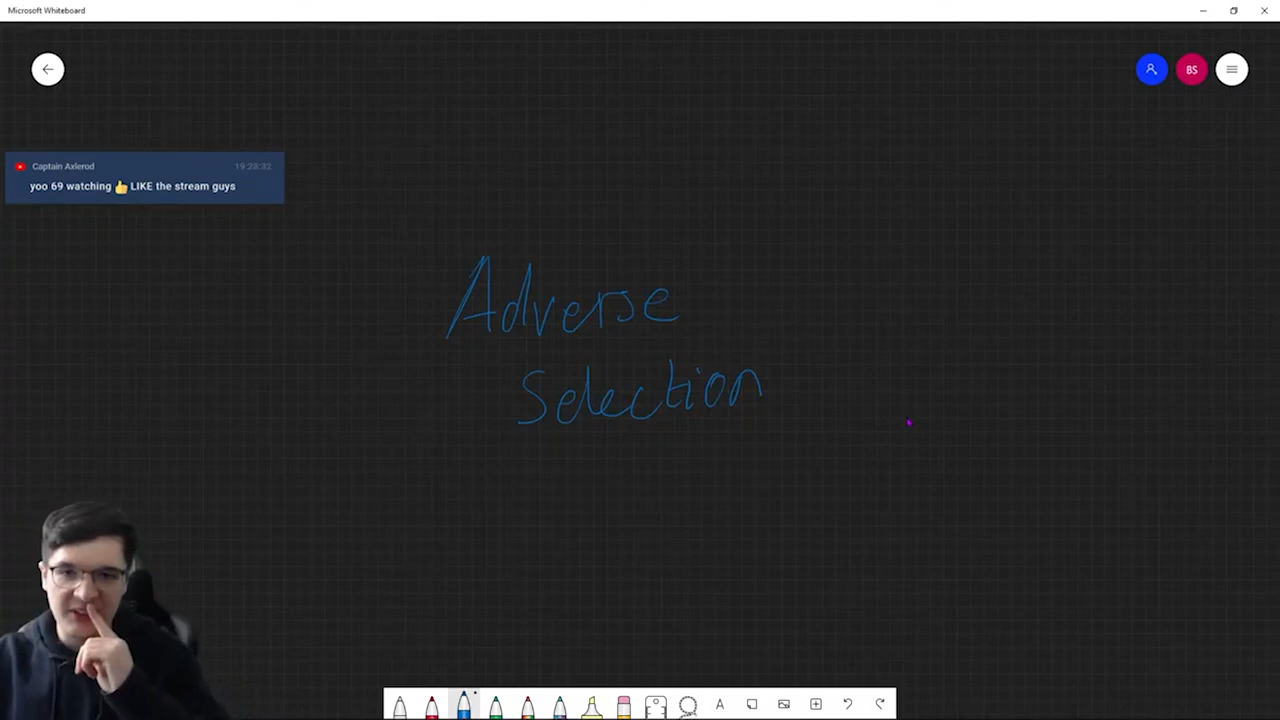 Microsoft Whiteboard
BS
Captain Axlerod 19:28:32
yoo 69 watching 👍 LIKE the stream guys
Adverse
Selection
A